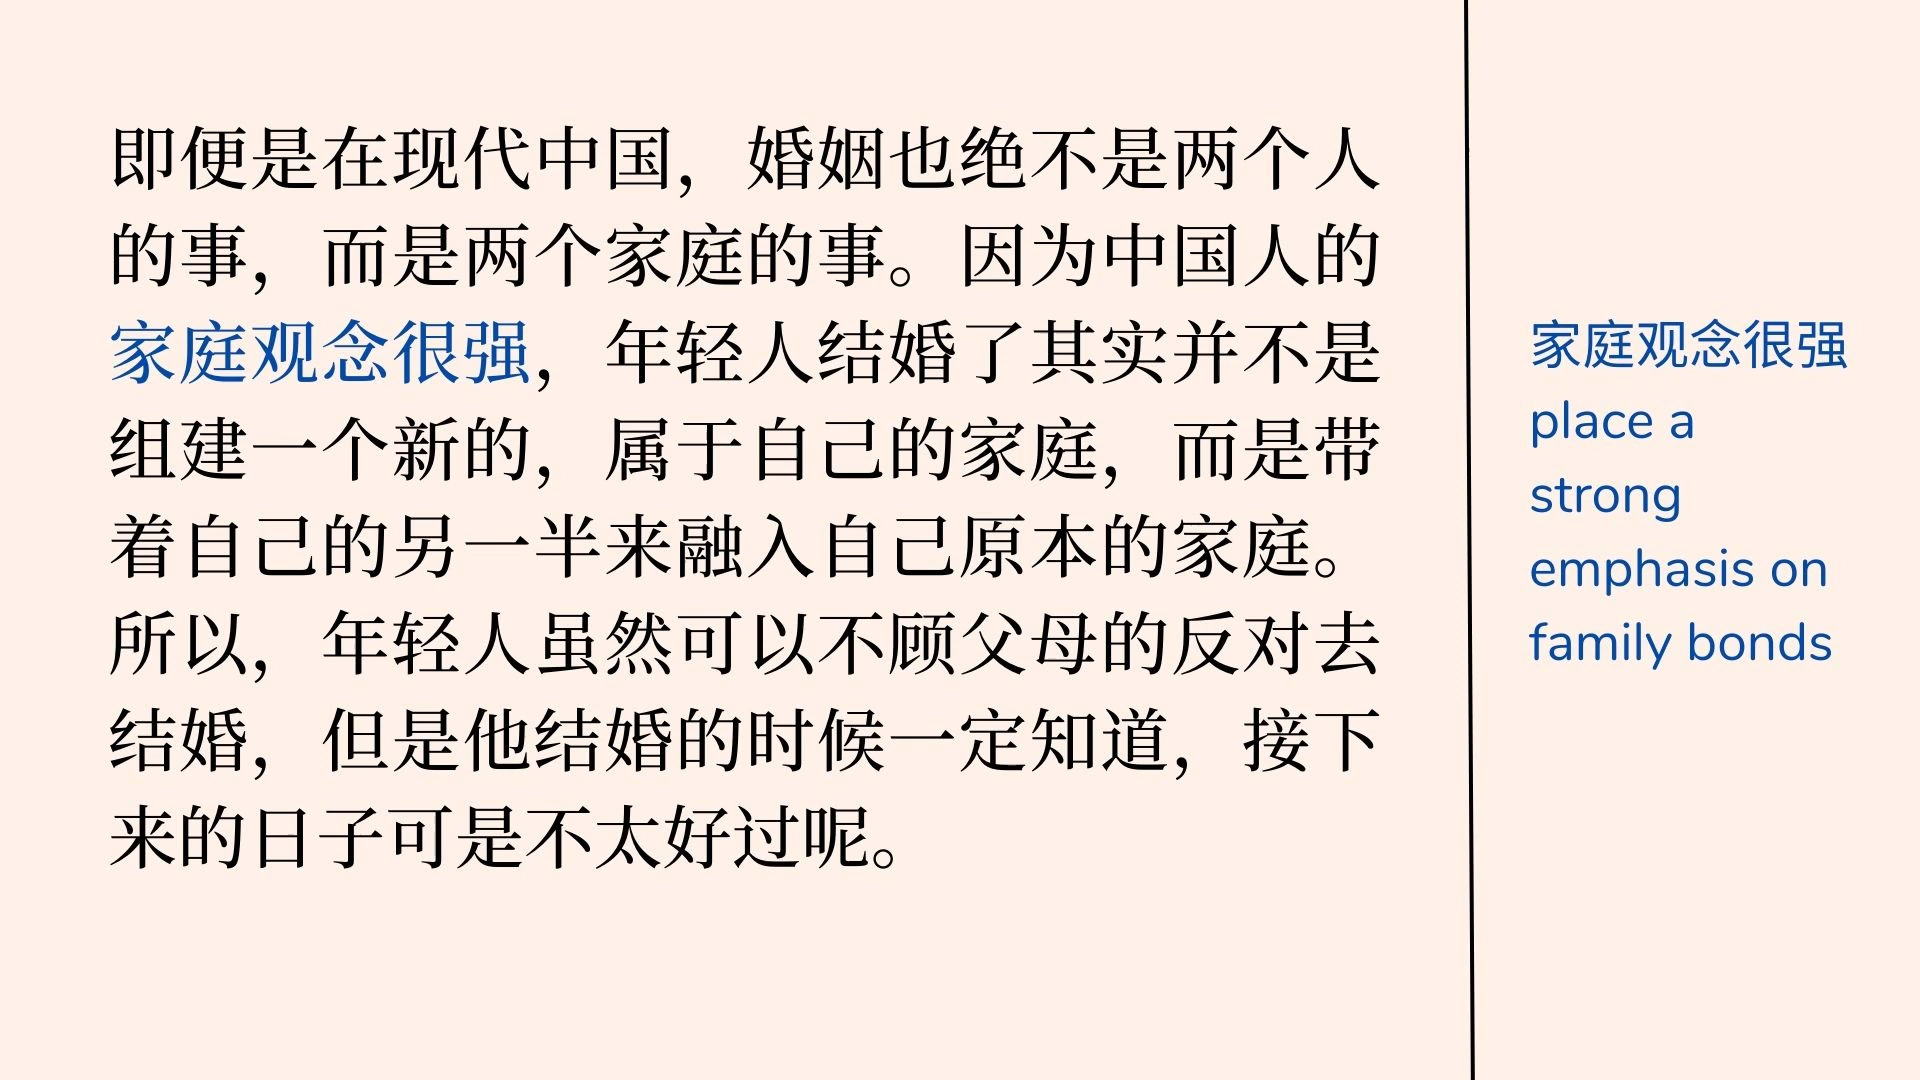 即便是在现代中国，婚姻也绝不是两个人
的事，而是两个家庭的事。因为中国人的
家庭观念很强，年轻人结婚了其实并不是
组建一个新的，属于自己的家庭，而是带
着自己的另一半来融入自己原本的家庭。
所以，年轻人虽然可以不顾父母的反对去
结婚，但是他结婚的时候一定知道，接下
来的日子可是不太好过呢。
家庭观念很强
place a
strong
emphasis on
family bonds